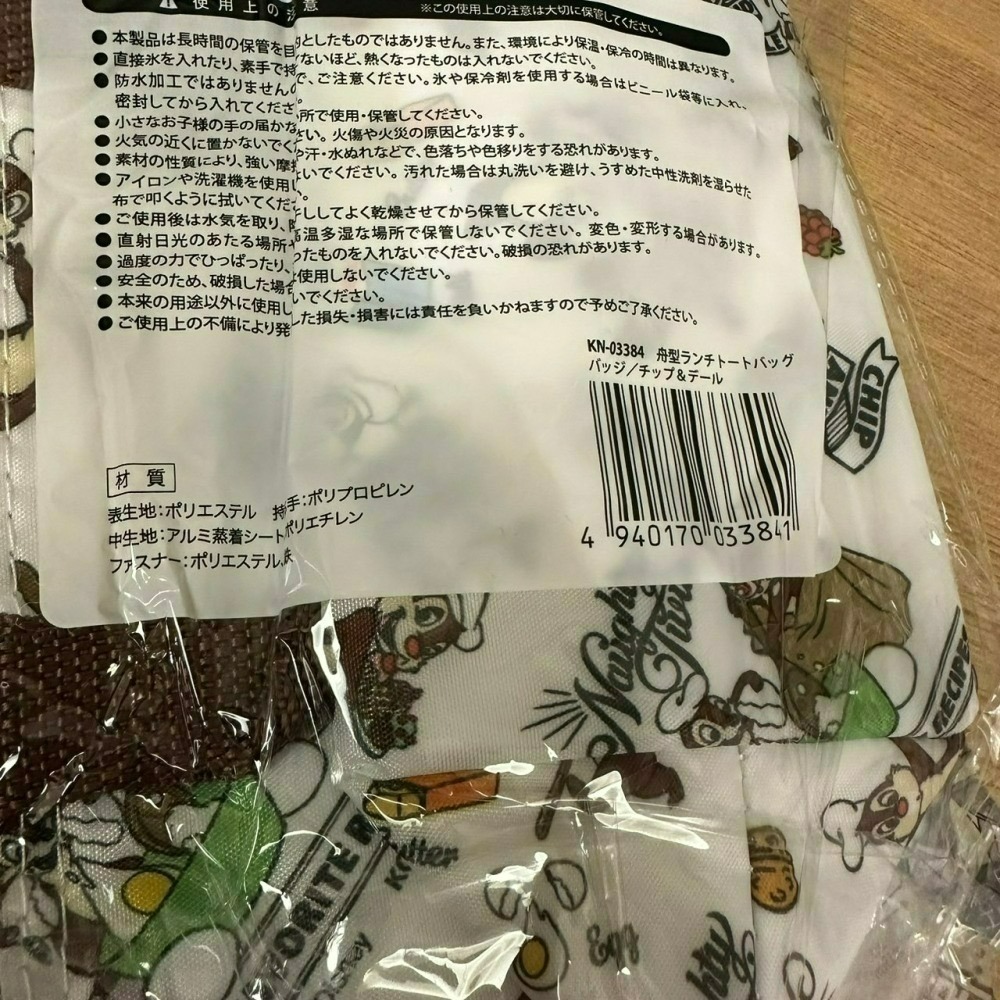 使用上の注意
※この使用上の注意は大切に保管してください。
●本製品は長時間の保管を目的としたものではありません。また、環境により保温・保冷の時間は異なります。
●直接氷を入れたり、素手で持てないほど、熱くなったものは入れないでください。
●防水加工ではありませんので、ご注意ください。氷や保冷剤を使用する場合はビニール袋等に入れ、
密封してから入れてください。
●小さなお子様の手の届かな 所で使用・保管してください。
●火気の近くに置かないでください。火傷や火災の原因となります。
●素材の性質により、強い摩擦や汗・水ぬれなどで、色落ちや色移りをする恐れがあります。
●アイロンや洗濯機を使用しないでください。汚れた場合は丸洗いを避け、うすめた中性洗剤を湿らせた
布で叩くように拭いてください。
●ご使用後は水気を取り、 ししてよく乾燥させてから保管してください。
●直射日光のあたる場所や高温多湿な場所で保管しないでください。変色・変形する場合があります。
●過度の力でひっぱったり、 ったものを入れないでください。破損の恐れがあります。
●安全のため、破損した場合は使用しないでください。
●本来の用途以外に使用しないでください。
●ご使用上の不備により発 した損失・損害には責任を負いかねますので予めご了承ください。
KN-03384 舟型ランチトートバッグ
バッジ／チップ＆デール
4 940170 033841
材質
表生地：ポリエステル 持手：ポリプロピレン
中生地：アルミ蒸着シート ポリエチレン
ファスナー：ポリエステル、鉄
CHIP
AN
Naught
RECIPE
ORITE R
Egg
hty